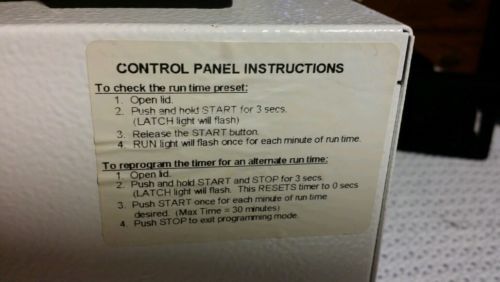 CONTROL PANEL INSTRUCTIONS
To check the run time preset:
1. Open lid.
2. Push and hold START for 3 secs.
(LATCH light will flash)
3. Release the START button.
4. RUN light will flash once for each minute of run time.
To reprogram the timer for an alternate run time:
1. Open lid.
2. Push and hold START and STOP for 3 secs.
(LATCH light will flash. This RESETS timer to 0 secs
3. Push START once for each minute of run time
desired. (Max Time = 30 minutes)
4. Push STOP to exit programming mode.